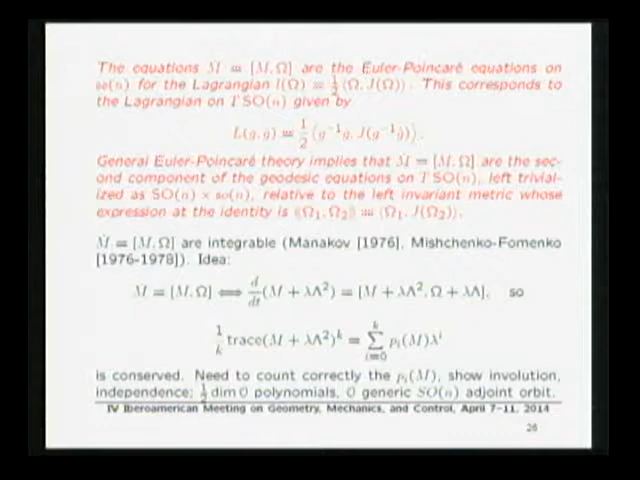 The equations Ṁ = [M, Ω] are the Euler-Poincaré equations on
so(n) for the Lagrangian l(Ω) = ½⟨Ω, J(Ω)⟩. This corresponds to
the Lagrangian on T SO(n) given by
L(g, ġ) = 1/2 ⟨g⁻¹ġ, J(g⁻¹ġ)⟩.
General Euler-Poincaré theory implies that Ṁ = [M, Ω] are the sec-
ond component of the geodesic equations on T SO(n), left trivial-
ized as SO(n) × so(n), relative to the left invariant metric whose
expression at the identity is ⟨⟨Ω₁, Ω₂⟩⟩ = ⟨Ω₁, J(Ω₂)⟩.
Ṁ = [M, Ω] are integrable (Manakov [1976], Mishchenko-Fomenko
[1976-1978]). Idea:
Ṁ = [M, Ω] ⟺ d/dt (M + λΛ²) = [M + λΛ², Ω + λΛ], so
1/k trace(M + λΛ²)ᵏ = ∑ᵢ₌₀ᵏ pᵢ(M)λⁱ
is conserved. Need to count correctly the pᵢ(M), show involution,
independence; ½ dim O polynomials, O generic SO(n) adjoint orbit.
IV Iberoamerican Meeting on Geometry, Mechanics, and Control, April 7-11, 2014
26